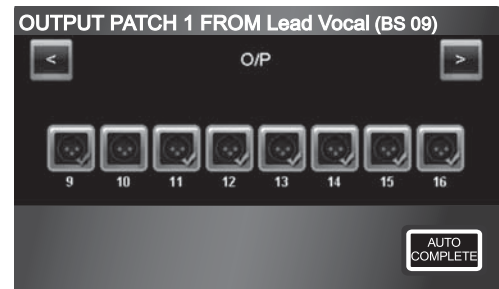 OUTPUT PATCH 1 FROM Lead Vocal (BS 09)
< O/P >
9 10 11 12 13 14 15 16
AUTO
COMPLETE